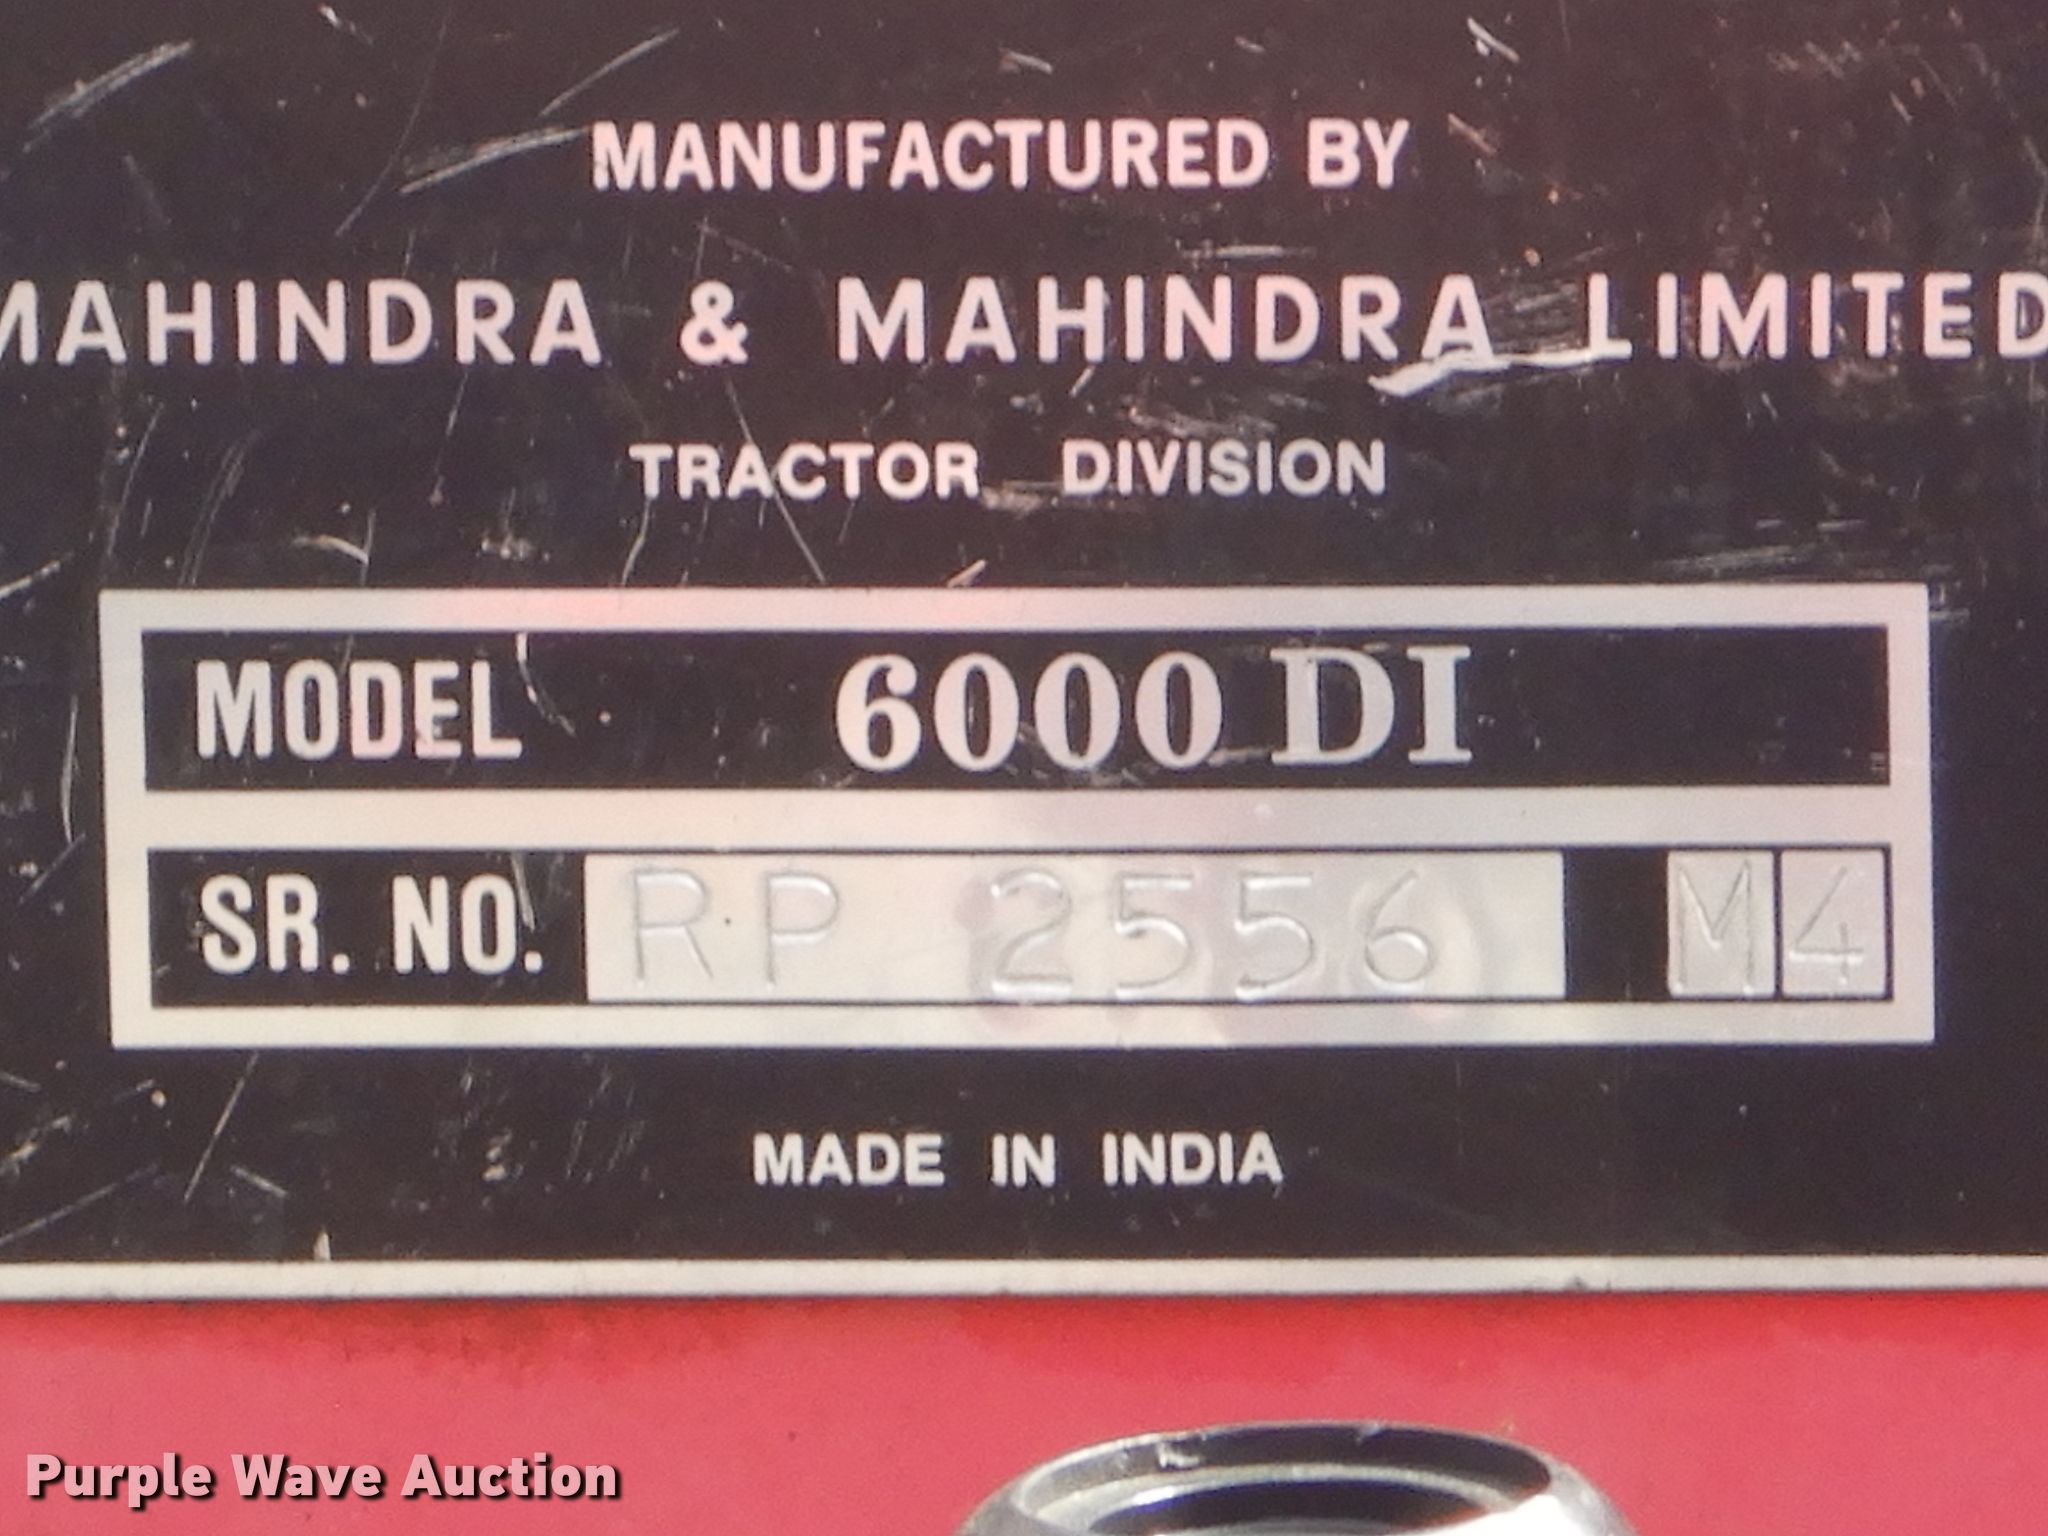 MANUFACTURED BY
MAHINDRA & MAHINDRA LIMITED
TRACTOR DIVISION
MODEL 6000 DI
SR. NO. RP 2556 M4
MADE IN INDIA
Purple Wave Auction